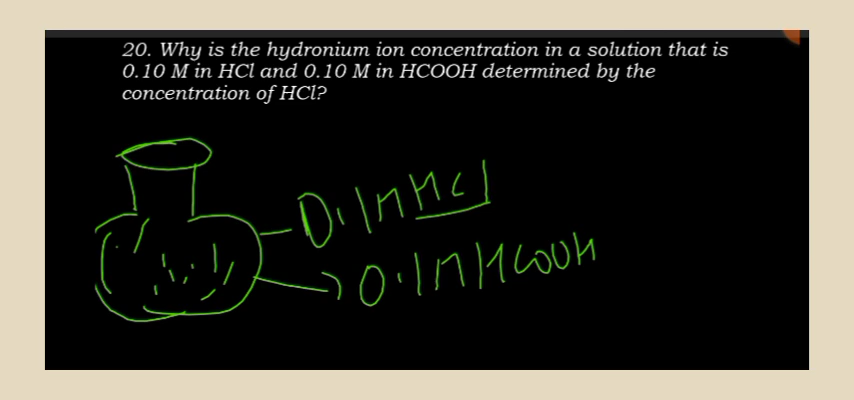 20. Why is the hydronium ion concentration in a solution that is
0.10 M in HCl and 0.10 M in HCOOH determined by the
concentration of HCl?
0.1M HCl
0.1M HCOOH